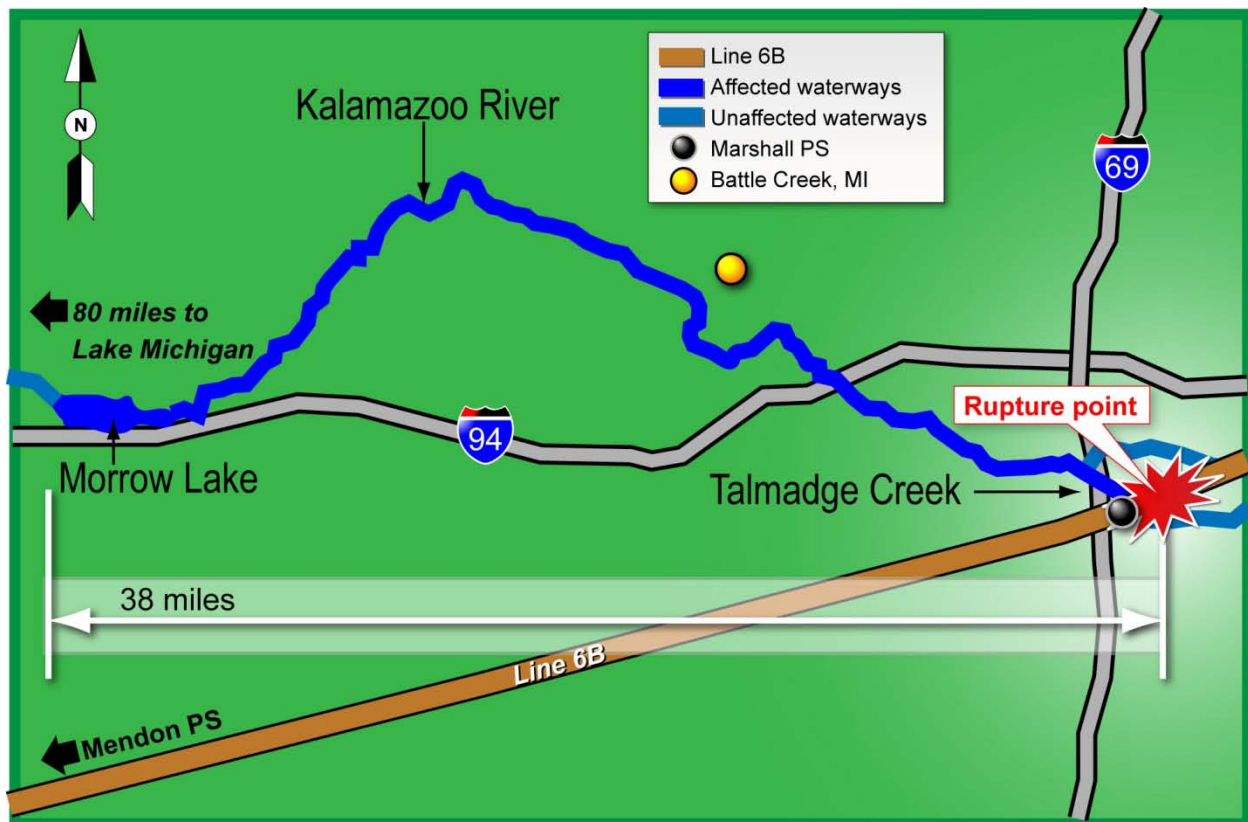 N
Kalamazoo River
Line 6B
Affected waterways
Unaffected waterways
Marshall PS
Battle Creek, MI
69
80 miles to
Lake Michigan
Rupture point
94
Morrow Lake
Talmadge Creek
38 miles
Line 6B
Mendon PS